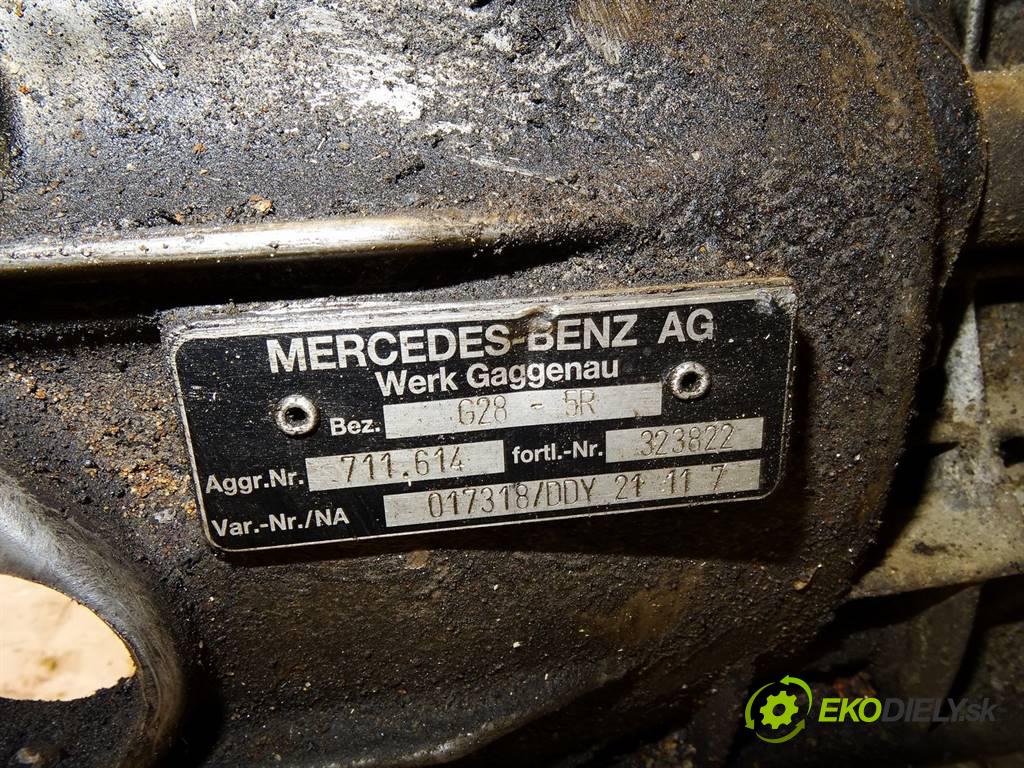 MERCEDES-BENZ AG
Werk Gaggenau
Bez. G28 - 5R
Aggr.Nr. 711.614 fortl.-Nr. 323822
Var.-Nr./NA 017318/DDY 21 11 7
EKODIELY.sk